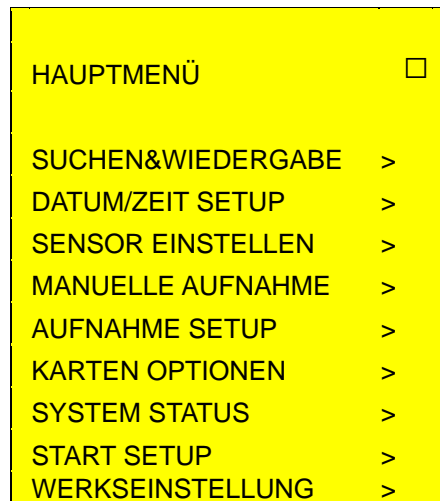 HAUPTMENÜ □
SUCHEN&WIEDERGABE >
DATUM/ZEIT SETUP >
SENSOR EINSTELLEN >
MANUELLE AUFNAHME >
AUFNAHME SETUP >
KARTEN OPTIONEN >
SYSTEM STATUS >
START SETUP >
WERKSEINSTELLUNG >